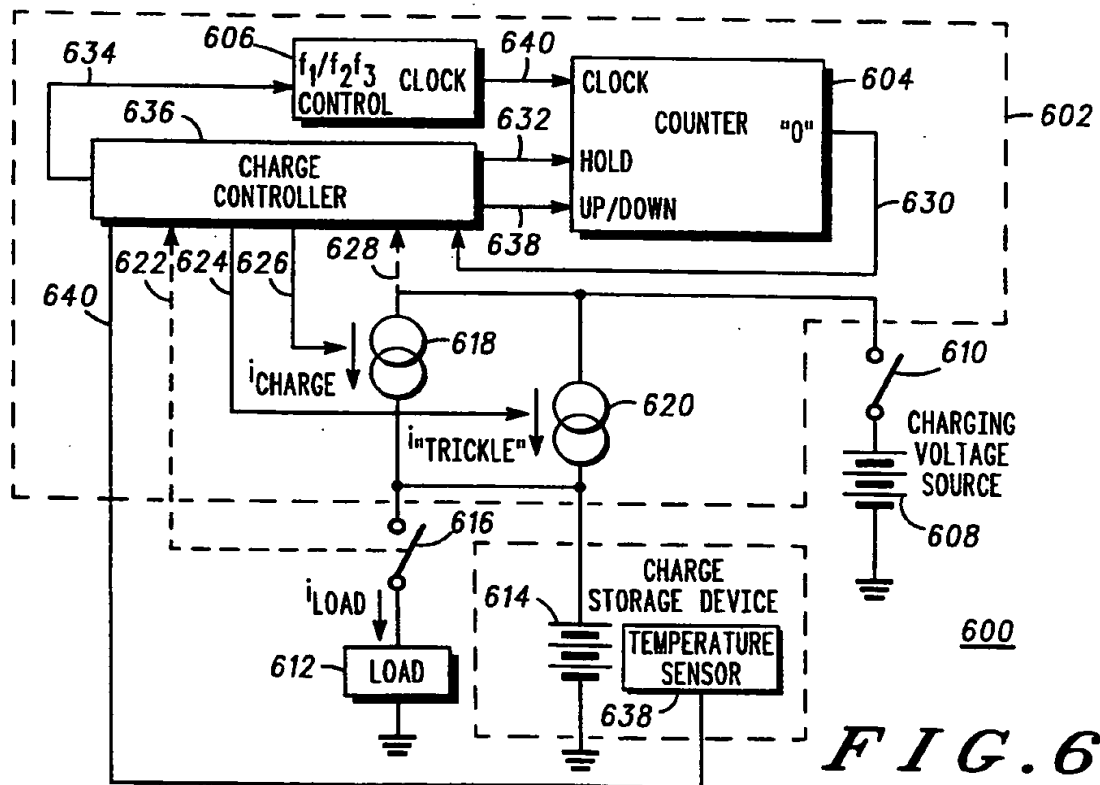 606
640
634
f1/f2f3 CLOCK
CONTROL
CLOCK
604
636
632
COUNTER
"0"
602
CHARGE
CONTROLLER
HOLD
UP/DOWN
638
630
622
624
626
628
640
618
610
iCHARGE
620
i"TRICKLE"
CHARGING
VOLTAGE
SOURCE
616
608
iLOAD
CHARGE
STORAGE DEVICE
614
600
612
LOAD
TEMPERATURE
SENSOR
638
FIG.6